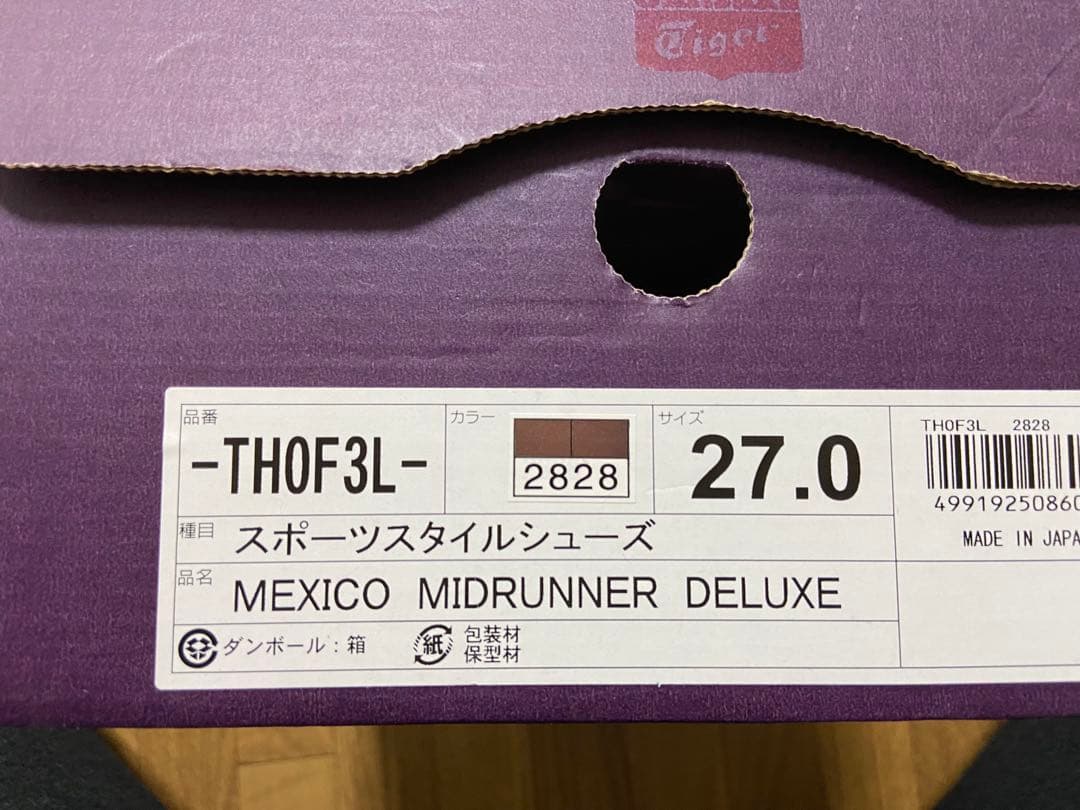 Tiger
品番
-TH0F3L-
カラー
2828
サイズ
27.0
TH0F3L 2828
49919250860
MADE IN JAPA
種目
スポーツスタイルシューズ
品名
MEXICO MIDRUNNER DELUXE
ダンボール:箱
紙
包装材
保型材